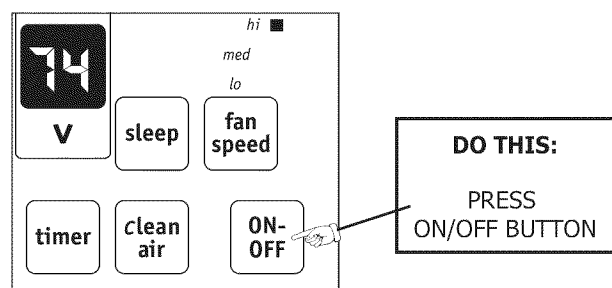 74
hi
med
lo
V
sleep
fan
speed
timer
clean
air
ON-
OFF
DO THIS:
PRESS
ON/OFF BUTTON